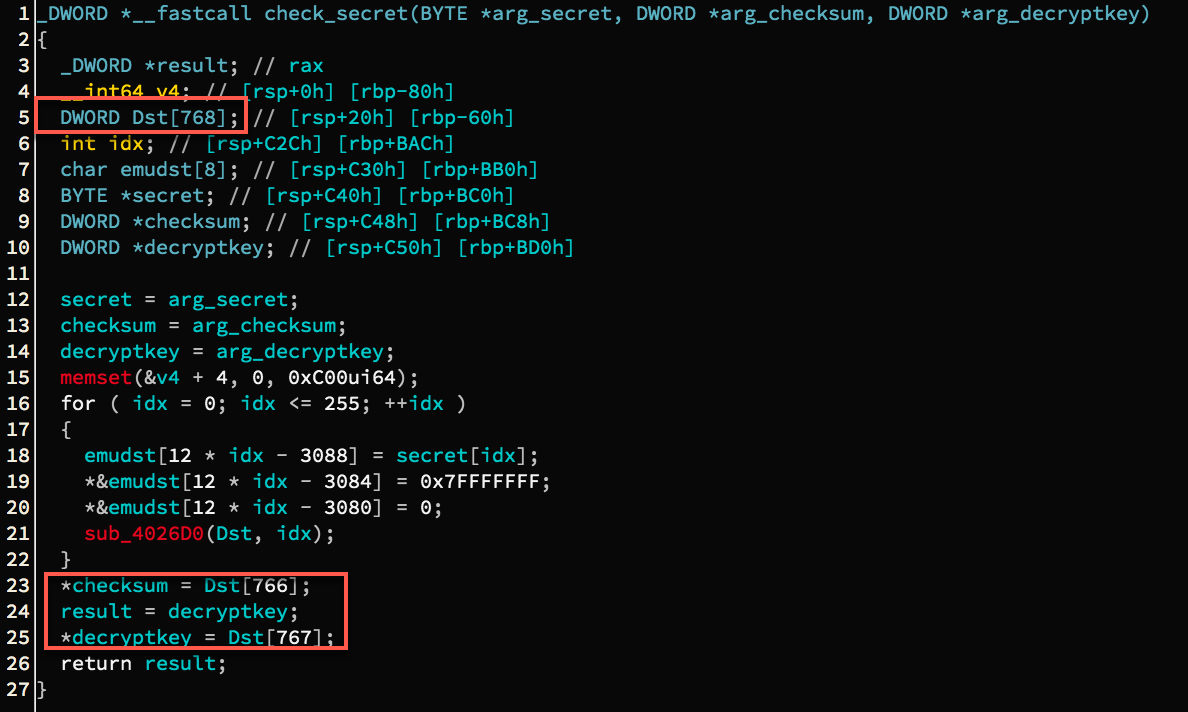 1 _DWORD *__fastcall check_secret(BYTE *arg_secret, DWORD *arg_checksum, DWORD *arg_decryptkey)
2 {
3 _DWORD *result; // rax
4 __int64 v4; // [rsp+0h] [rbp-80h]
5 DWORD Dst[768]; // [rsp+20h] [rbp-60h]
6 int idx; // [rsp+C2Ch] [rbp+BACh]
7 char emudst[8]; // [rsp+C30h] [rbp+BB0h]
8 BYTE *secret; // [rsp+C40h] [rbp+BC0h]
9 DWORD *checksum; // [rsp+C48h] [rbp+BC8h]
10 DWORD *decryptkey; // [rsp+C50h] [rbp+BD0h]
11
12 secret = arg_secret;
13 checksum = arg_checksum;
14 decryptkey = arg_decryptkey;
15 memset(&v4 + 4, 0, 0xC00ui64);
16 for ( idx = 0; idx <= 255; ++idx )
17 {
18 emudst[12 * idx - 3088] = secret[idx];
19 *&emudst[12 * idx - 3084] = 0x7FFFFFFF;
20 *&emudst[12 * idx - 3080] = 0;
21 sub_4026D0(Dst, idx);
22 }
23 *checksum = Dst[766];
24 result = decryptkey;
25 *decryptkey = Dst[767];
26 return result;
27 }